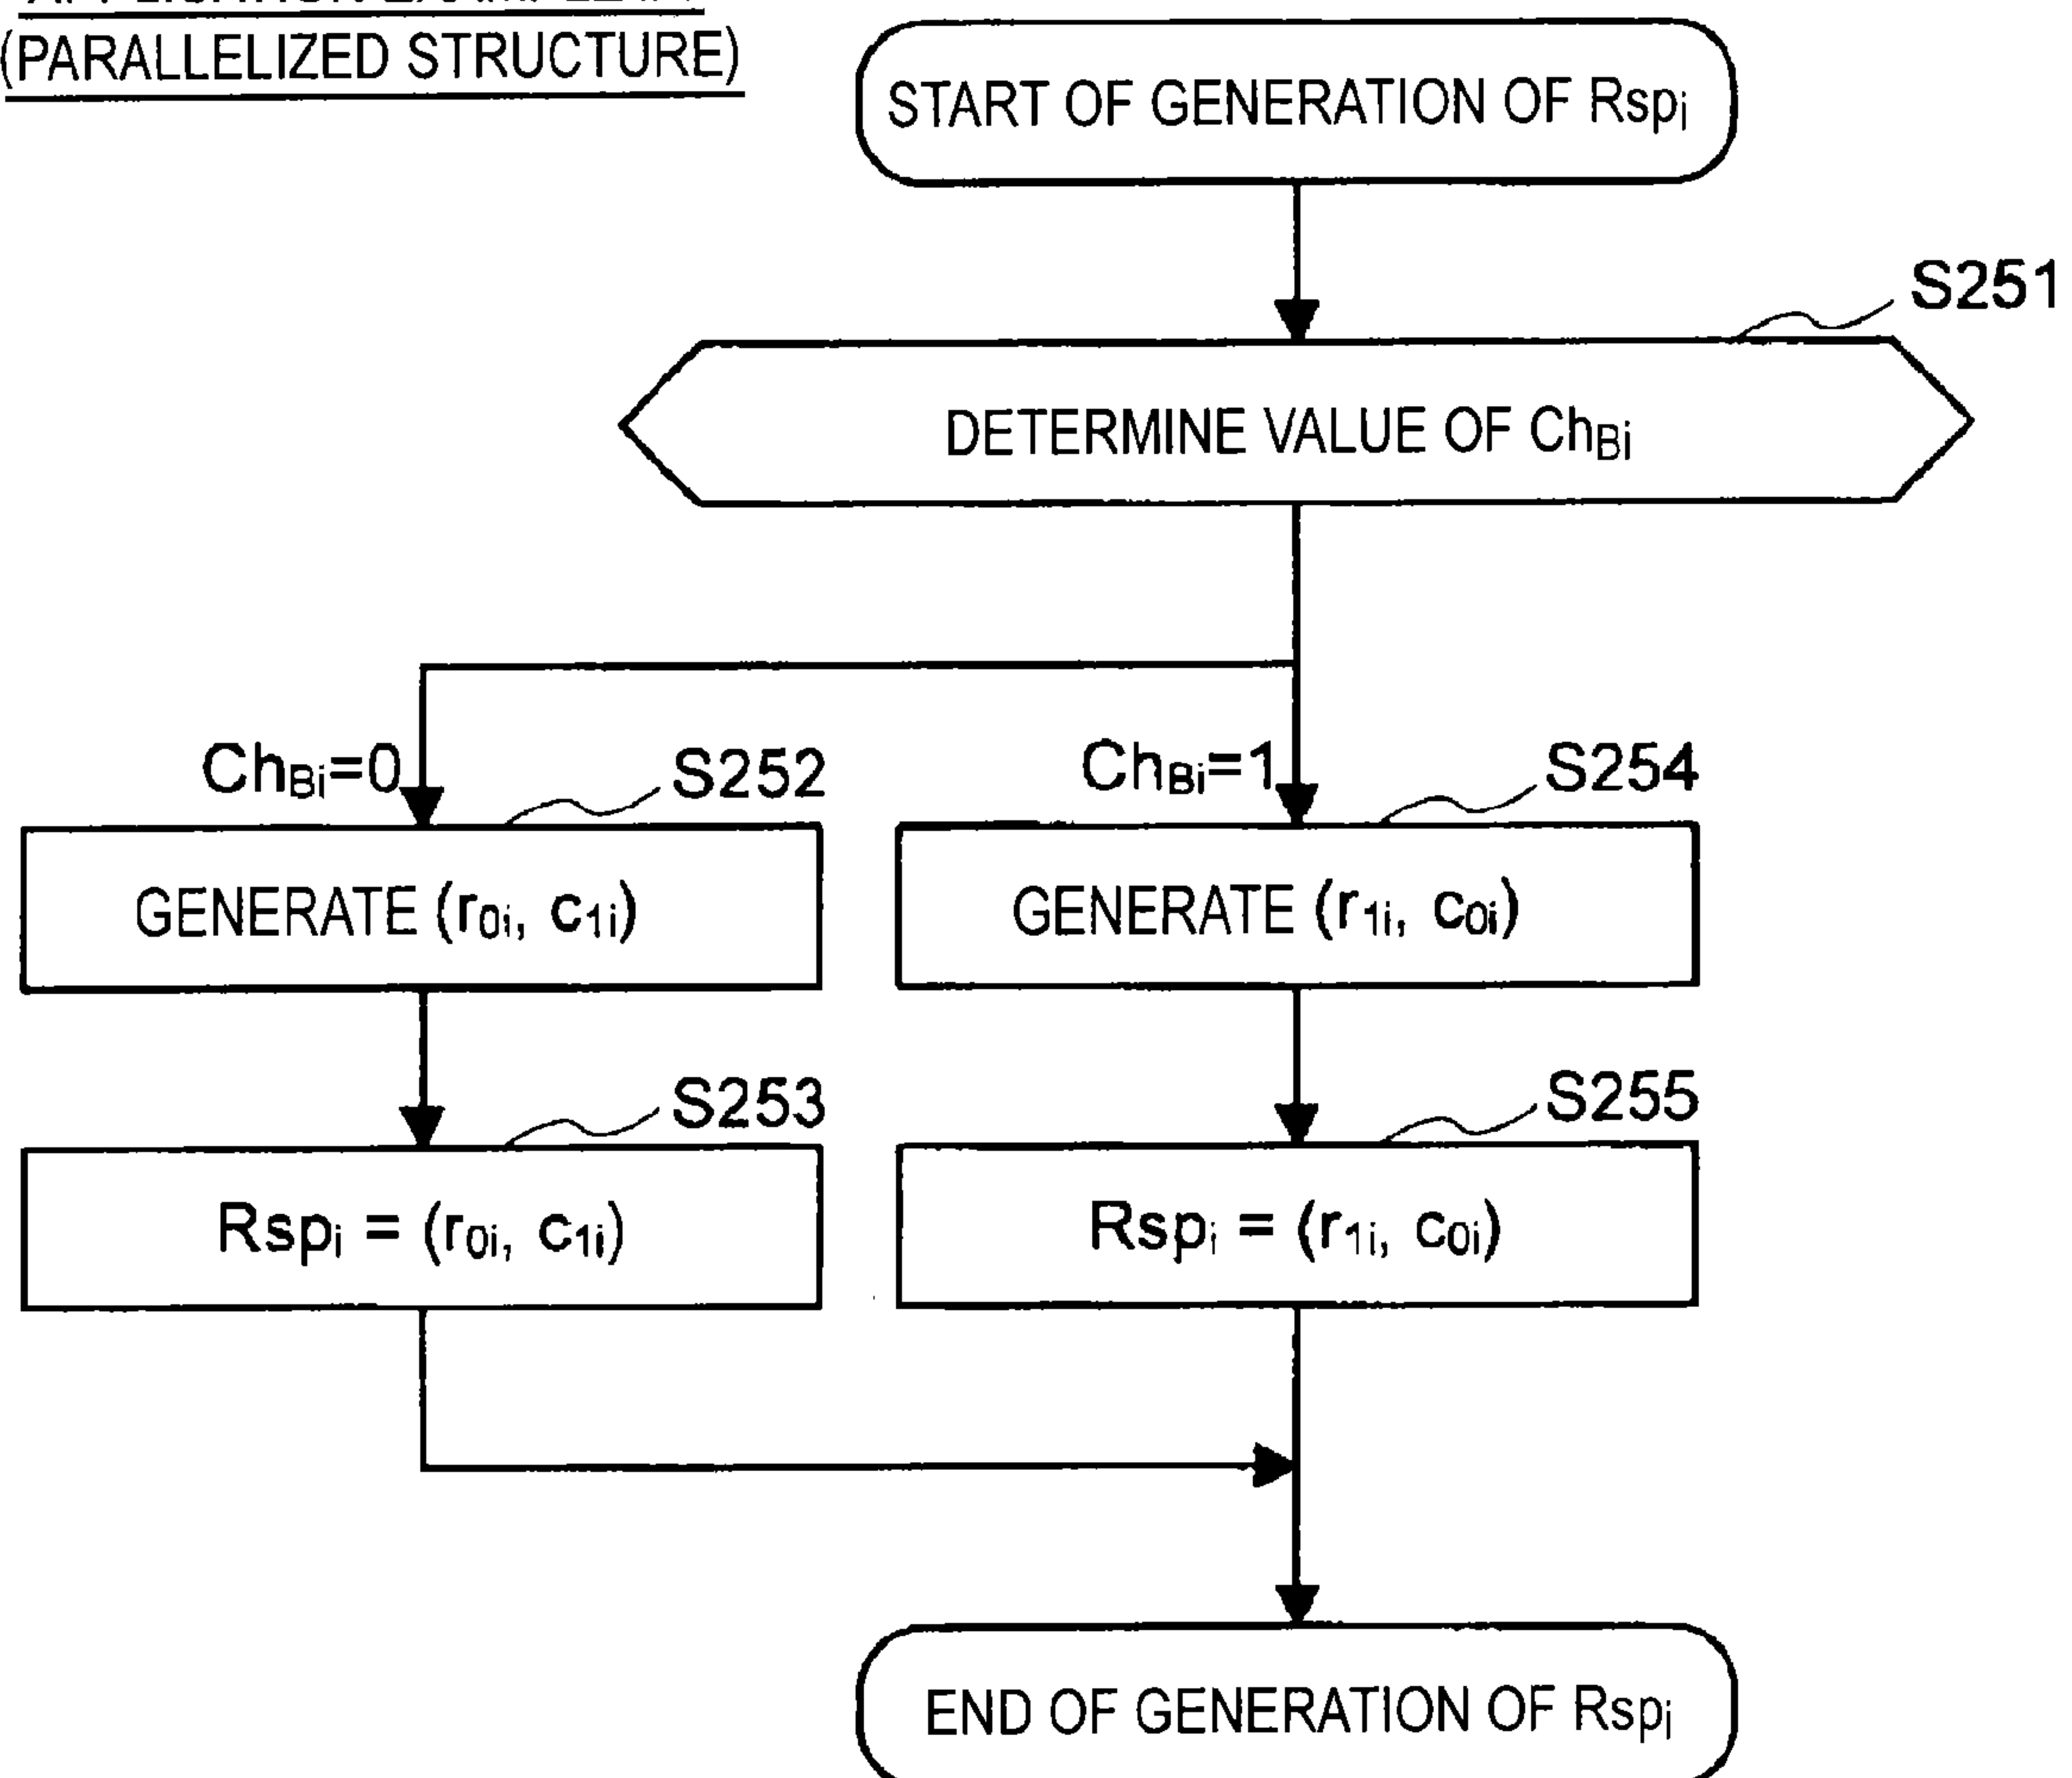 (PARALLELIZED STRUCTURE)
START OF GENERATION OF Rspi
S251
DETERMINE VALUE OF ChBi
ChBi=0
S252
ChBi=1
S254
GENERATE (r0i, c1i)
GENERATE (r1i, c0i)
S253
S255
Rspi = (r0i, c1i)
Rspi = (r1i, c0i)
END OF GENERATION OF Rspi